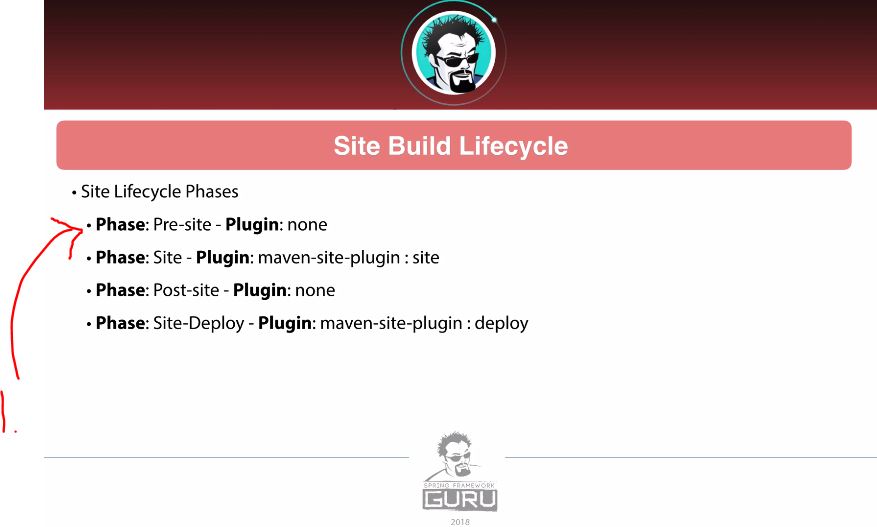 Site Build Lifecycle
• Site Lifecycle Phases
• Phase: Pre-site - Plugin: none
• Phase: Site - Plugin: maven-site-plugin : site
• Phase: Post-site - Plugin: none
• Phase: Site-Deploy - Plugin: maven-site-plugin : deploy
1.
SPRING FRAMEWORK
GURU
2018